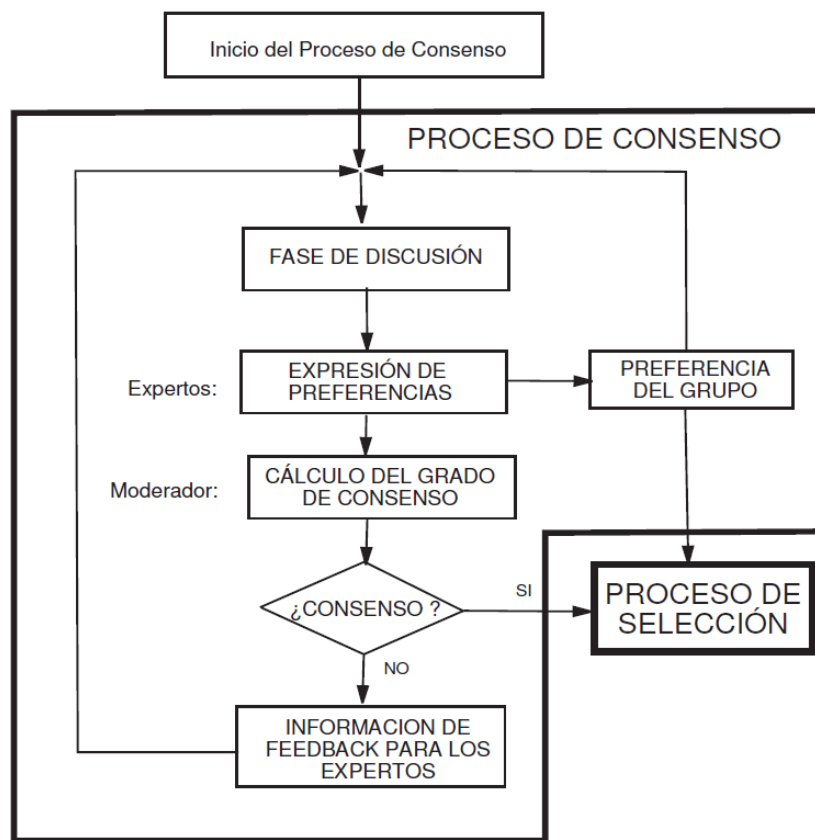 Inicio del Proceso de Consenso
PROCESO DE CONSENSO
FASE DE DISCUSIÓN
Expertos:
EXPRESIÓN DE
PREFERENCIAS
PREFERENCIA
DEL GRUPO
Moderador:
CÁLCULO DEL GRADO
DE CONSENSO
¿CONSENSO ?
SI
PROCESO DE
SELECCIÓN
NO
INFORMACION DE
FEEDBACK PARA LOS
EXPERTOS